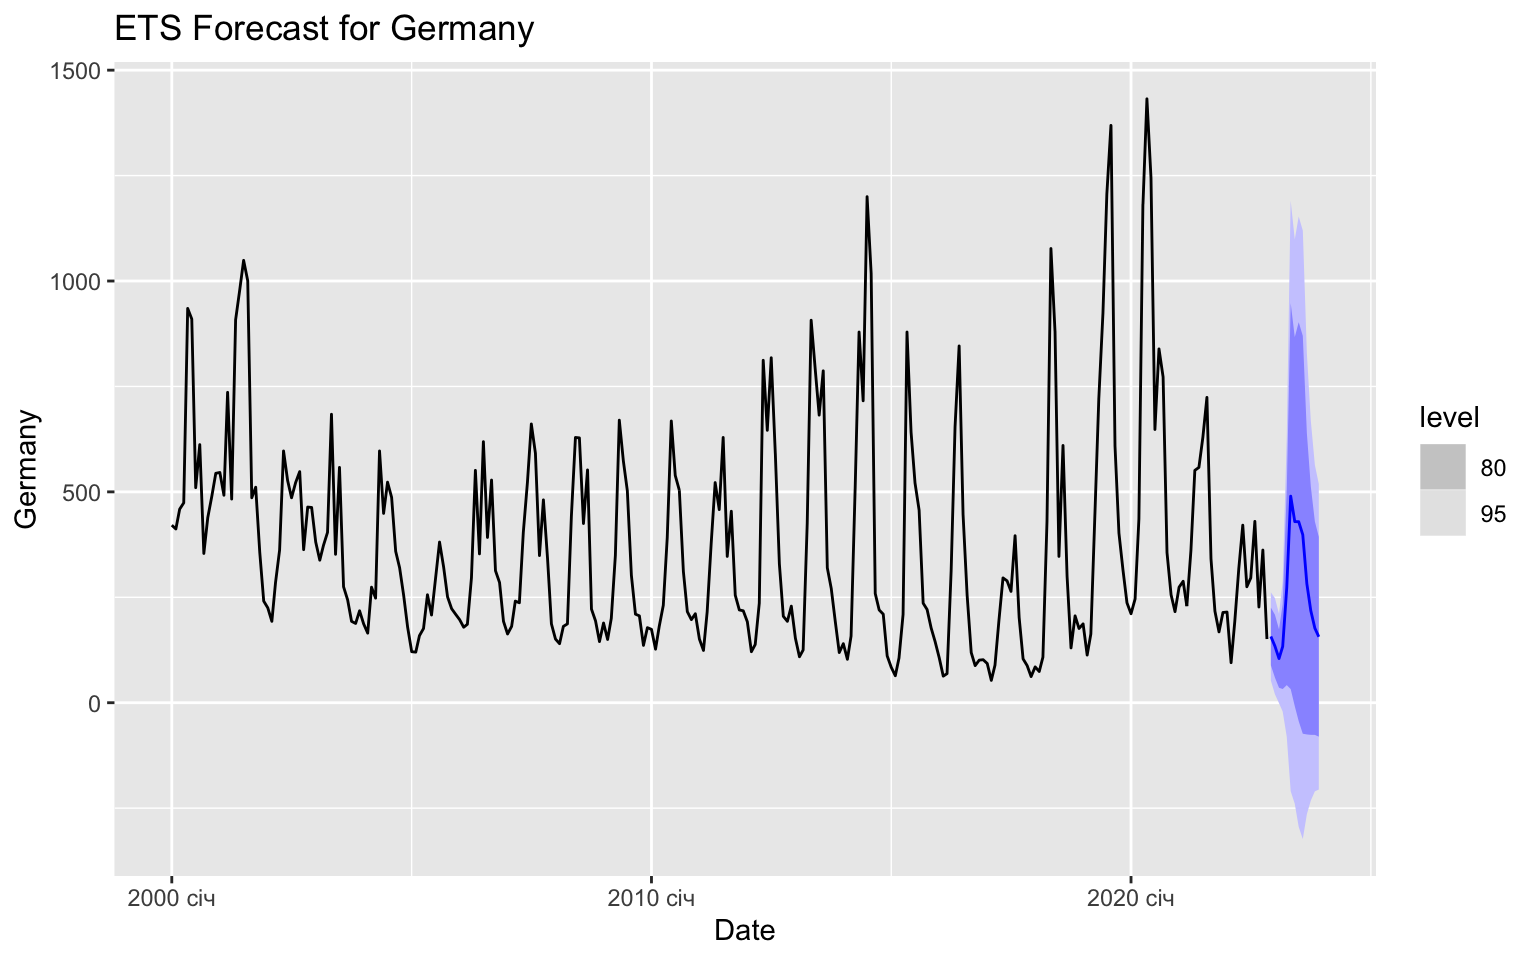 ETS Forecast for Germany
1500
1000
500
0
Germany
2000 січ
2010 січ
2020 січ
Date
level
80
95